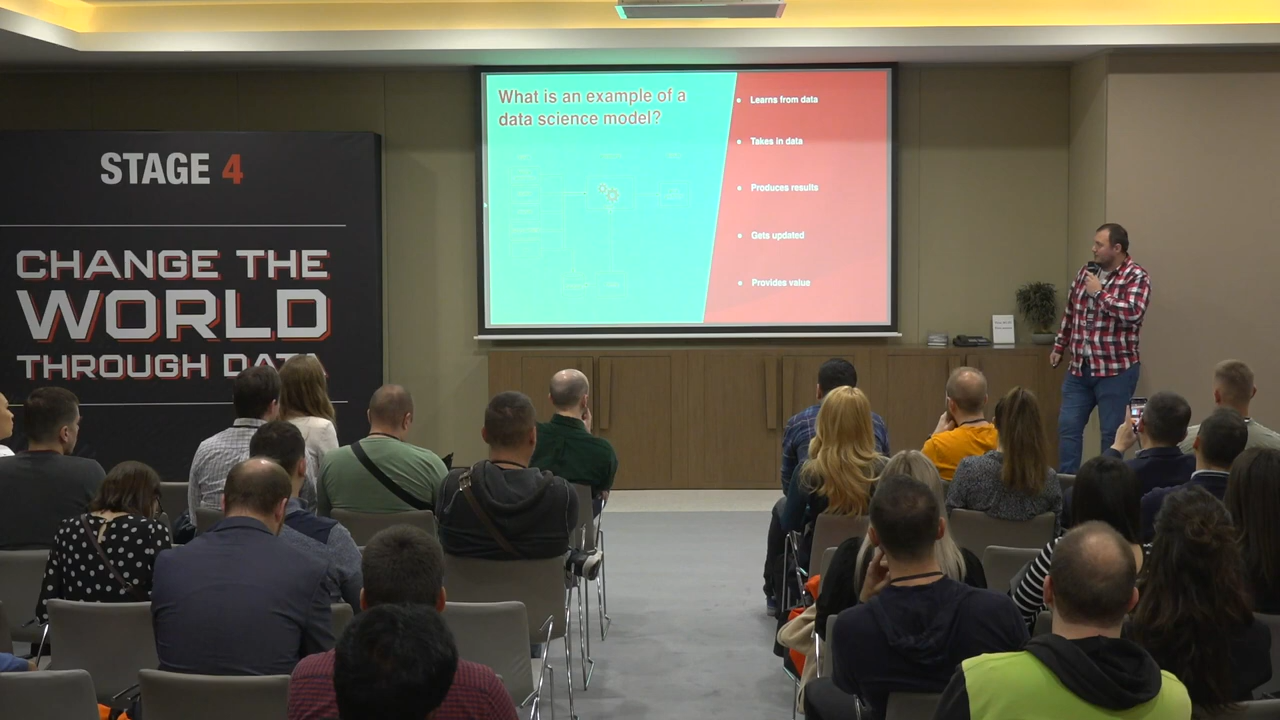 STAGE 4
CHANGE THE
WORLD
THROUGH DATA
What is an example of a
data science model?
Learns from data
Takes in data
Produces results
Gets updated
Provides value